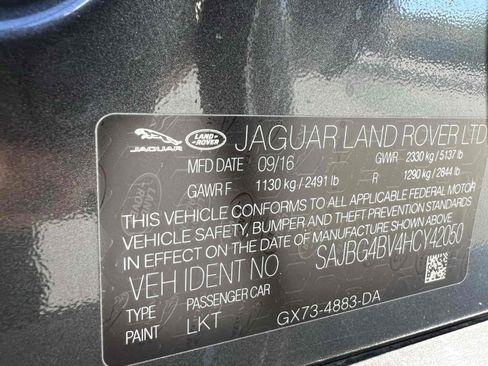 JAGUAR LAND-ROVER JAGUAR LAND ROVER LTD
MFD DATE 09/16 GWR 2330 kg / 5137 lb
GAWR F 1130 kg / 2491 lb R 1290 kg / 2844 lb
THIS VEHICLE CONFORMS TO ALL APPLICABLE FEDERAL MOTOR
VEHICLE SAFETY, BUMPER AND THEFT PREVENTION STANDARDS
IN EFFECT ON THE DATE OF MANUFACTURE SHOWN ABOVE.
VEH IDENT NO. SAJBG4BV4HCY42050
TYPE PASSENGER CAR
PAINT LKT GX73-4883-DA